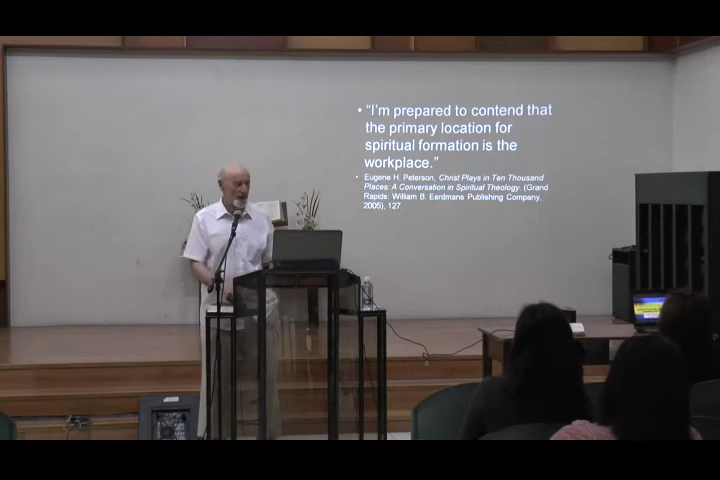 • “I’m prepared to contend that
the primary location for
spiritual formation is the
workplace.”
• Eugene H. Peterson, Christ Plays in Ten Thousand
Places: A Conversation in Spiritual Theology. (Grand
Rapids: William B. Eerdmans Publishing Company,
2005), 127.